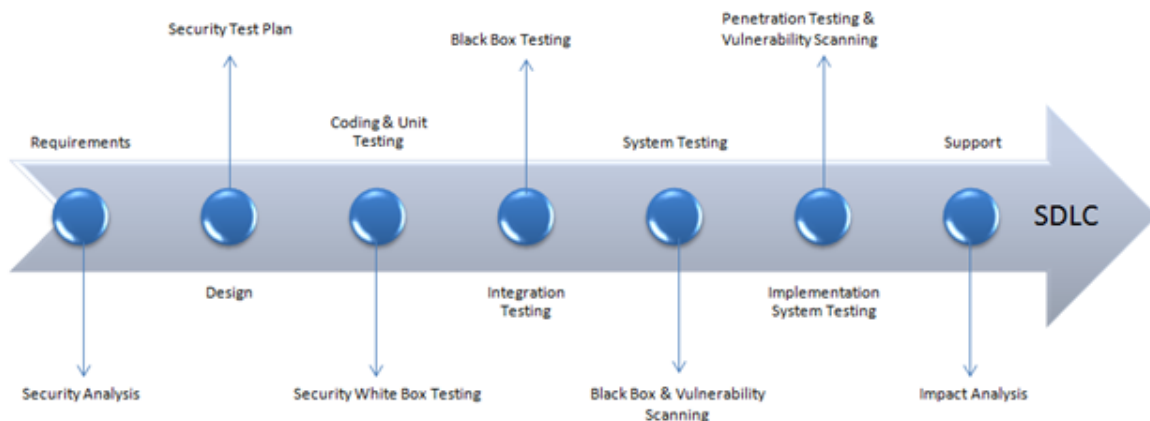 Security Test Plan
Black Box Testing
Penetration Testing &
Vulnerability Scanning
Requirements
Coding & Unit
Testing
System Testing
Support
SDLC
Design
Integration
Testing
Implementation
System Testing
Security Analysis
Security White Box Testing
Black Box & Vulnerability
Scanning
Impact Analysis